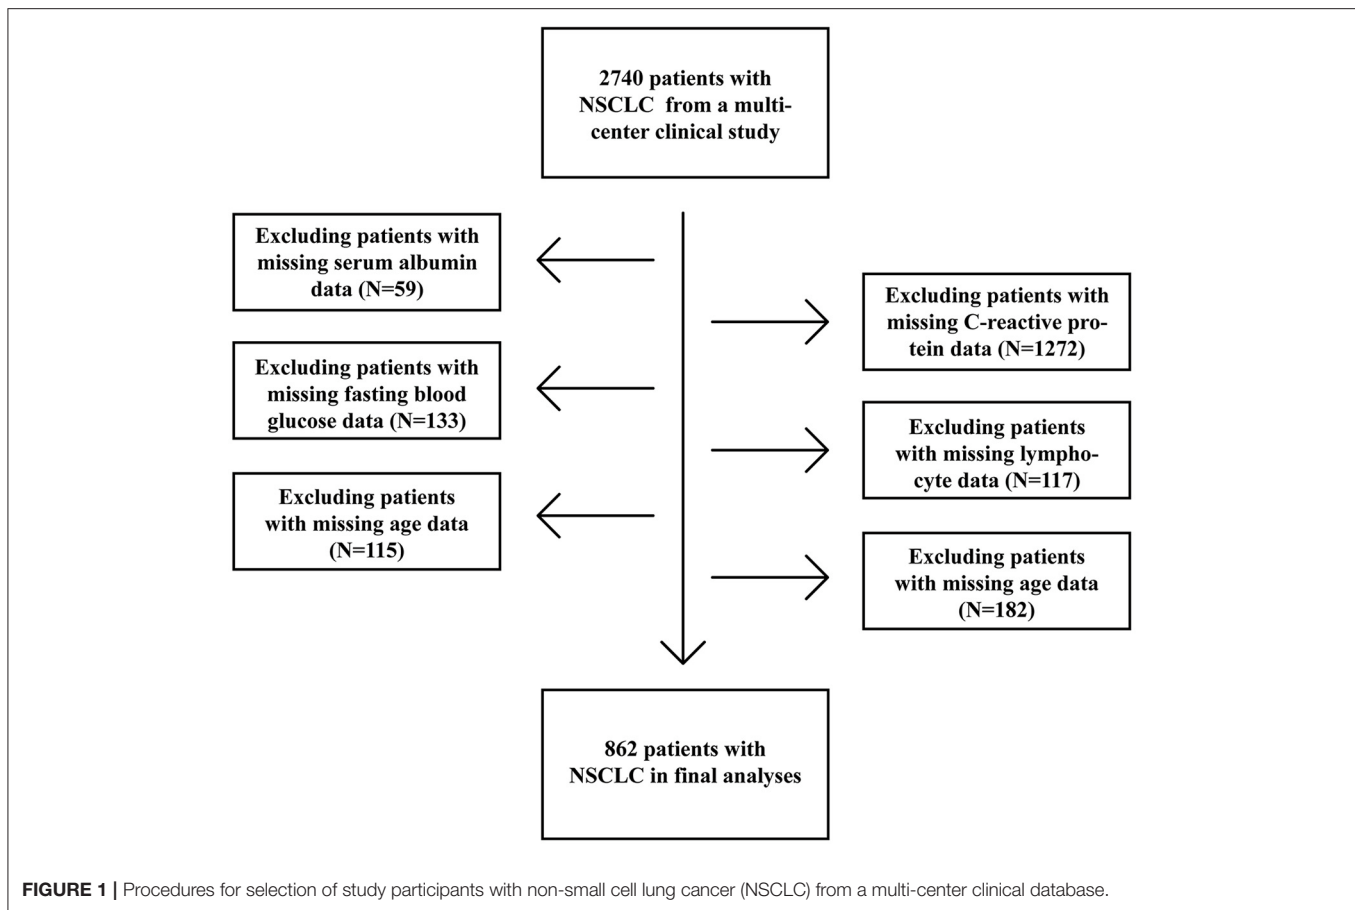 2740 patients with
NSCLC from a multi-
center clinical study
Excluding patients with
missing serum albumin
data (N=59)
Excluding patients with
missing C-reactive pro-
tein data (N=1272)
Excluding patients with
missing fasting blood
glucose data (N=133)
Excluding patients
with missing lympho-
cyte data (N=117)
Excluding patients
with missing age data
(N=115)
Excluding patients
with missing age data
(N=182)
862 patients with
NSCLC in final analyses
FIGURE 1 | Procedures for selection of study participants with non-small cell lung cancer (NSCLC) from a multi-center clinical database.